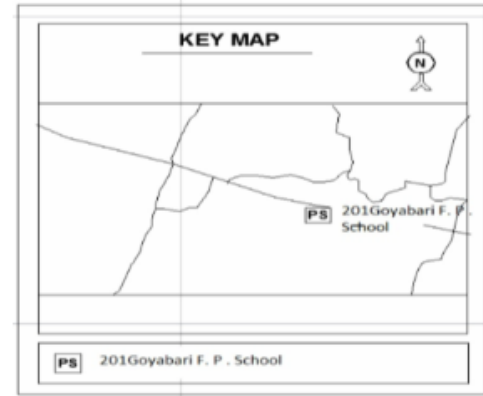 KEY MAP
N
PS 201Goyabari F. P .
School
PS 201Goyabari F. P . School